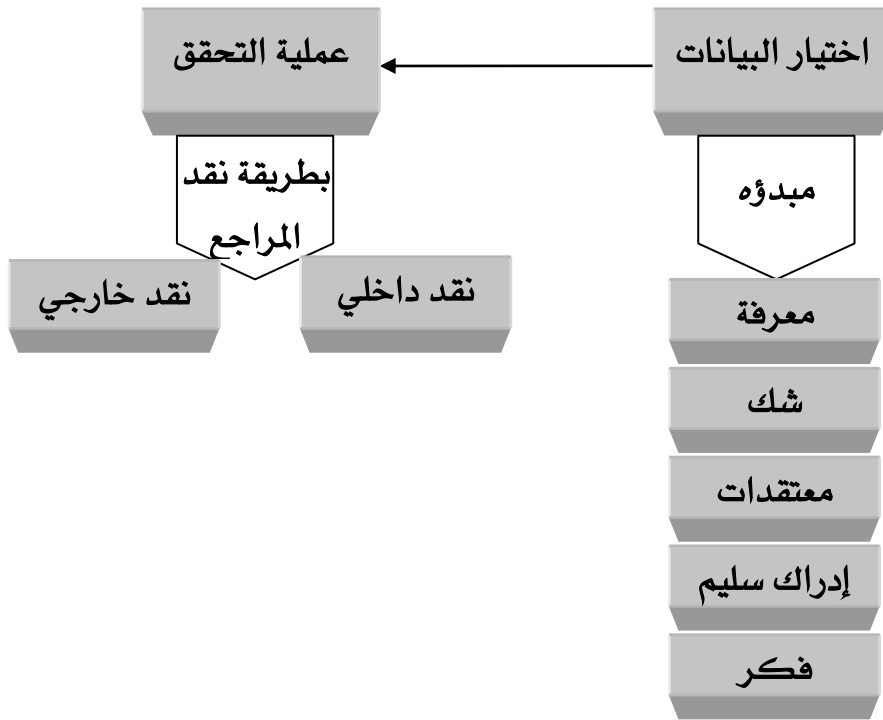 اختيار البيانات
عملية التحقق
مبدؤه
بطريقة نقد
المراجع
معرفة
نقد داخلي
نقد خارجي
شك
معتقدات
إدراك سليم
فكر